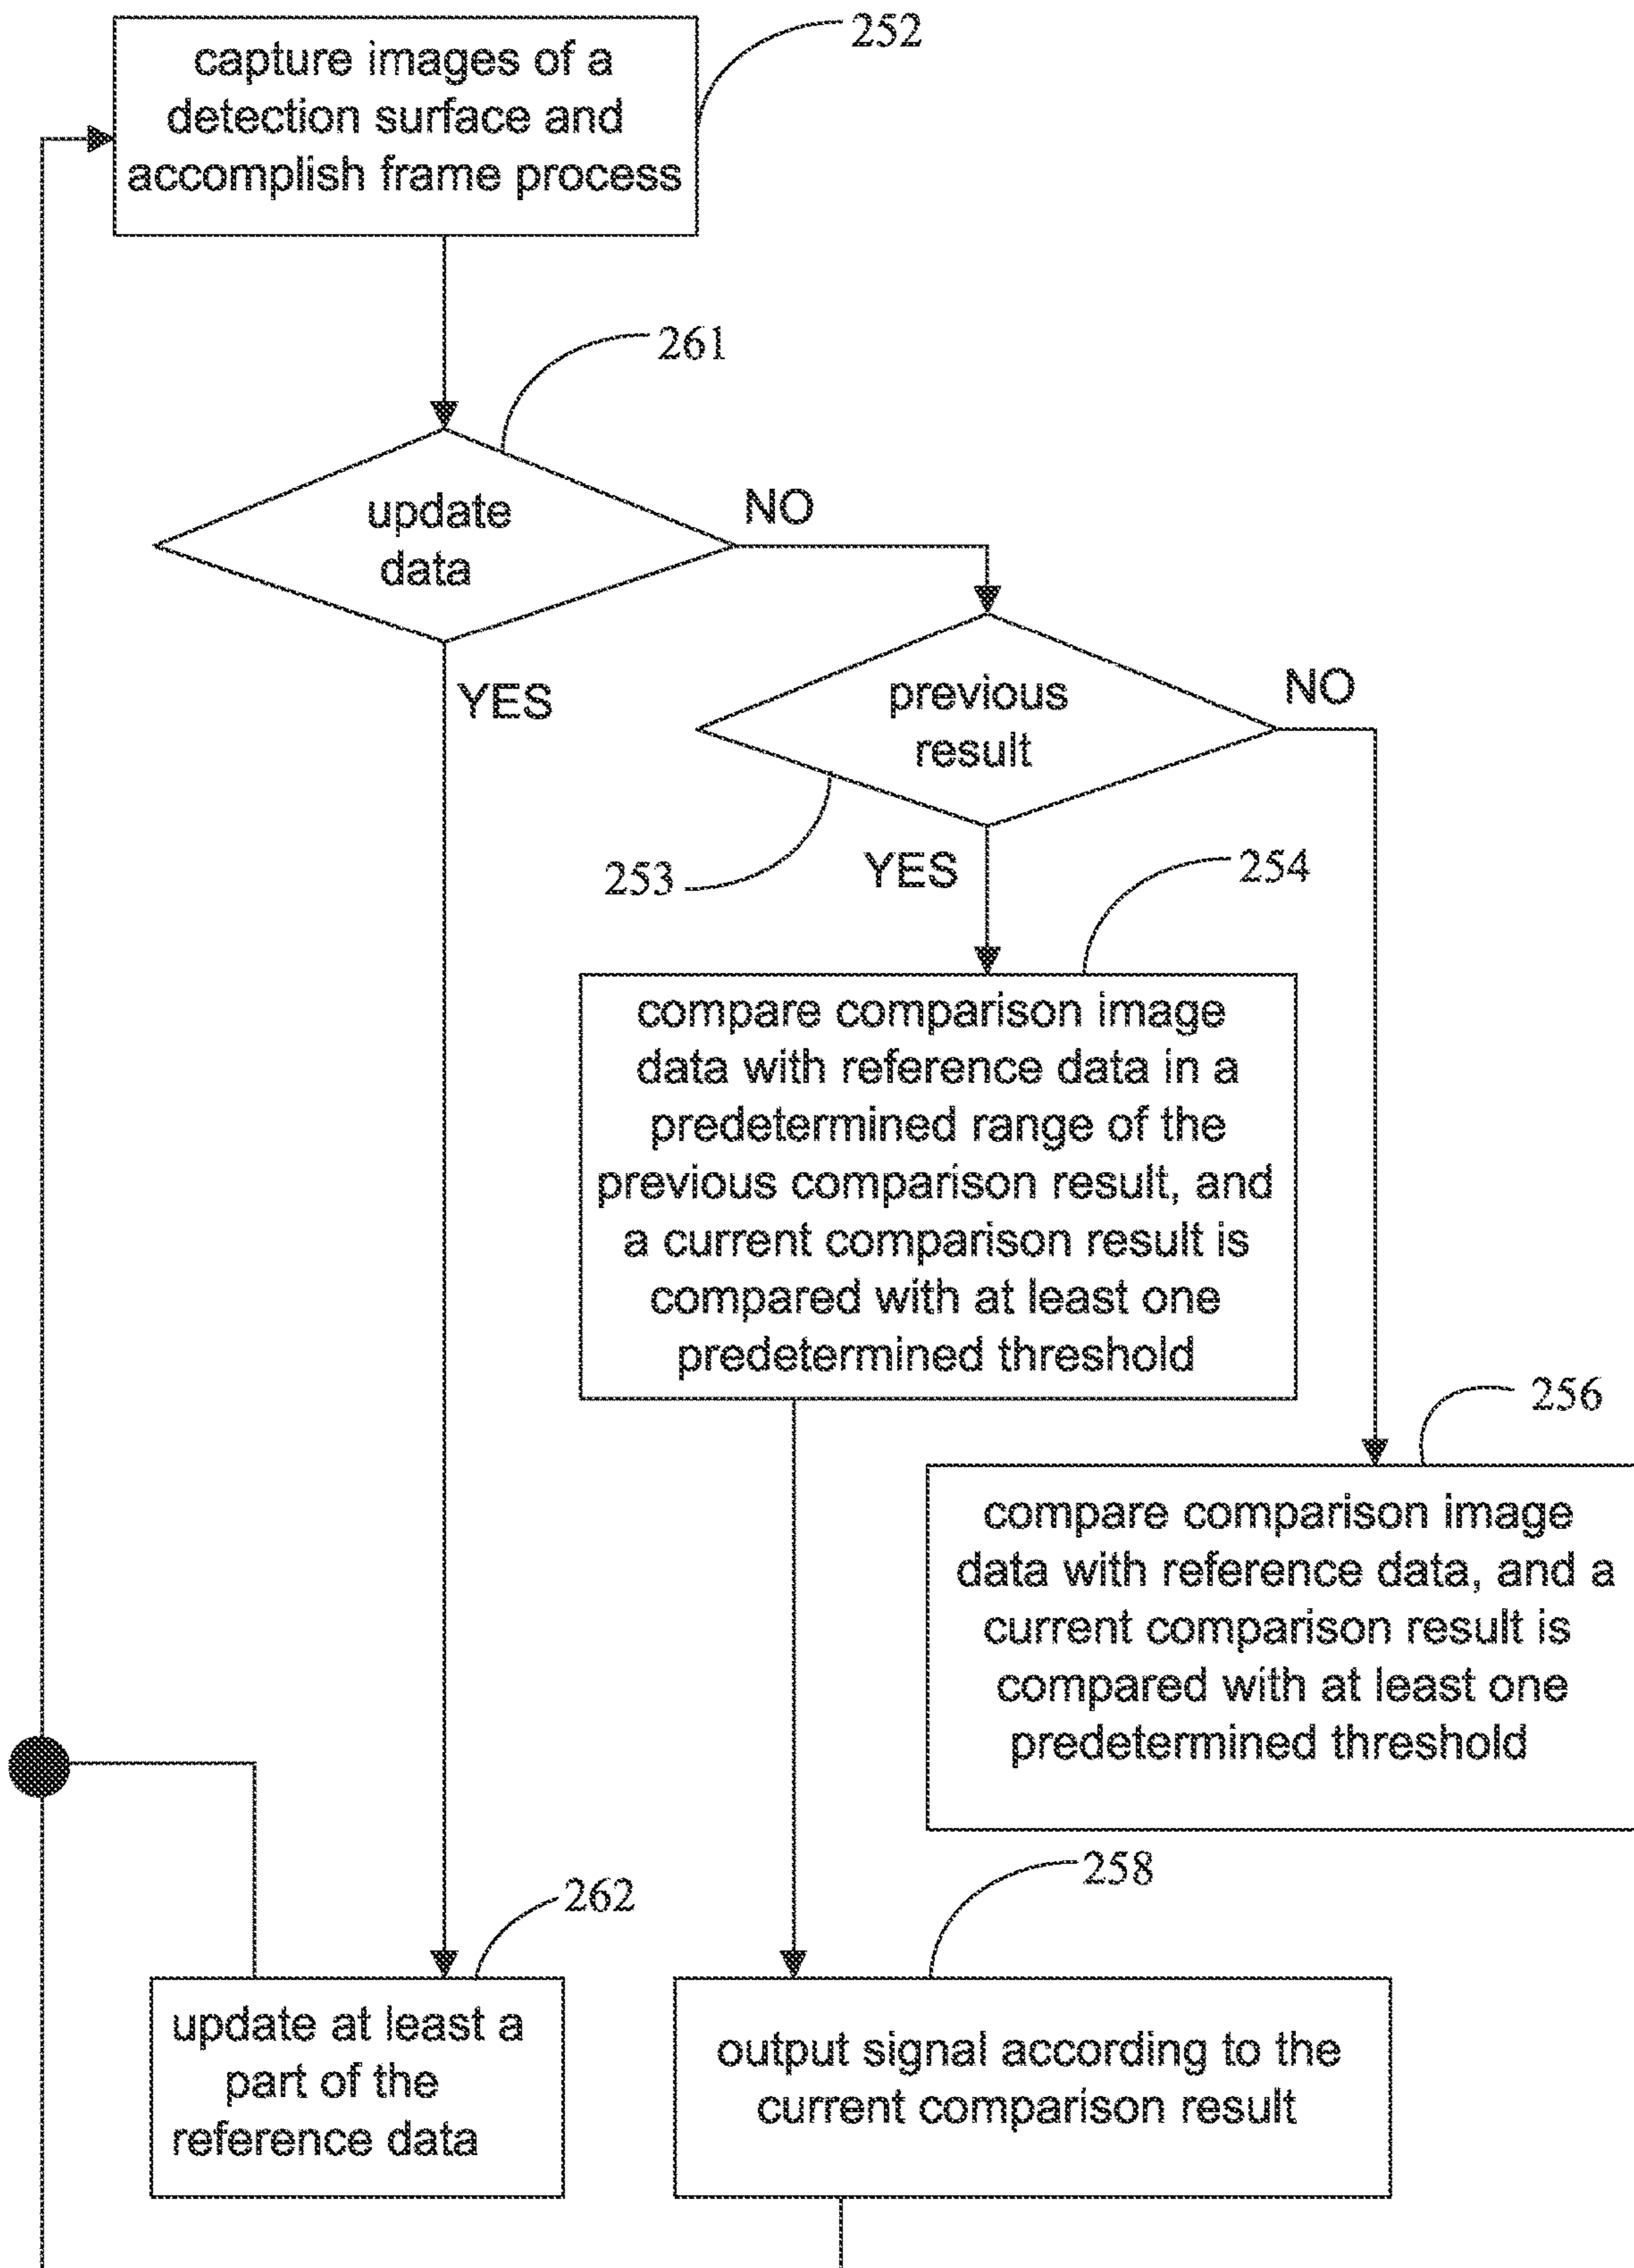 252
capture images of a
detection surface and
accomplish frame process
261
update
data
NO
YES
previous
result
NO
253
YES
254
compare comparison image
data with reference data in a
predetermined range of the
previous comparison result, and
a current comparison result is
compared with at least one
predetermined threshold
256
compare comparison image
data with reference data, and a
current comparison result is
compared with at least one
predetermined threshold
262
update at least a
part of the
reference data
258
output signal according to the
current comparison result